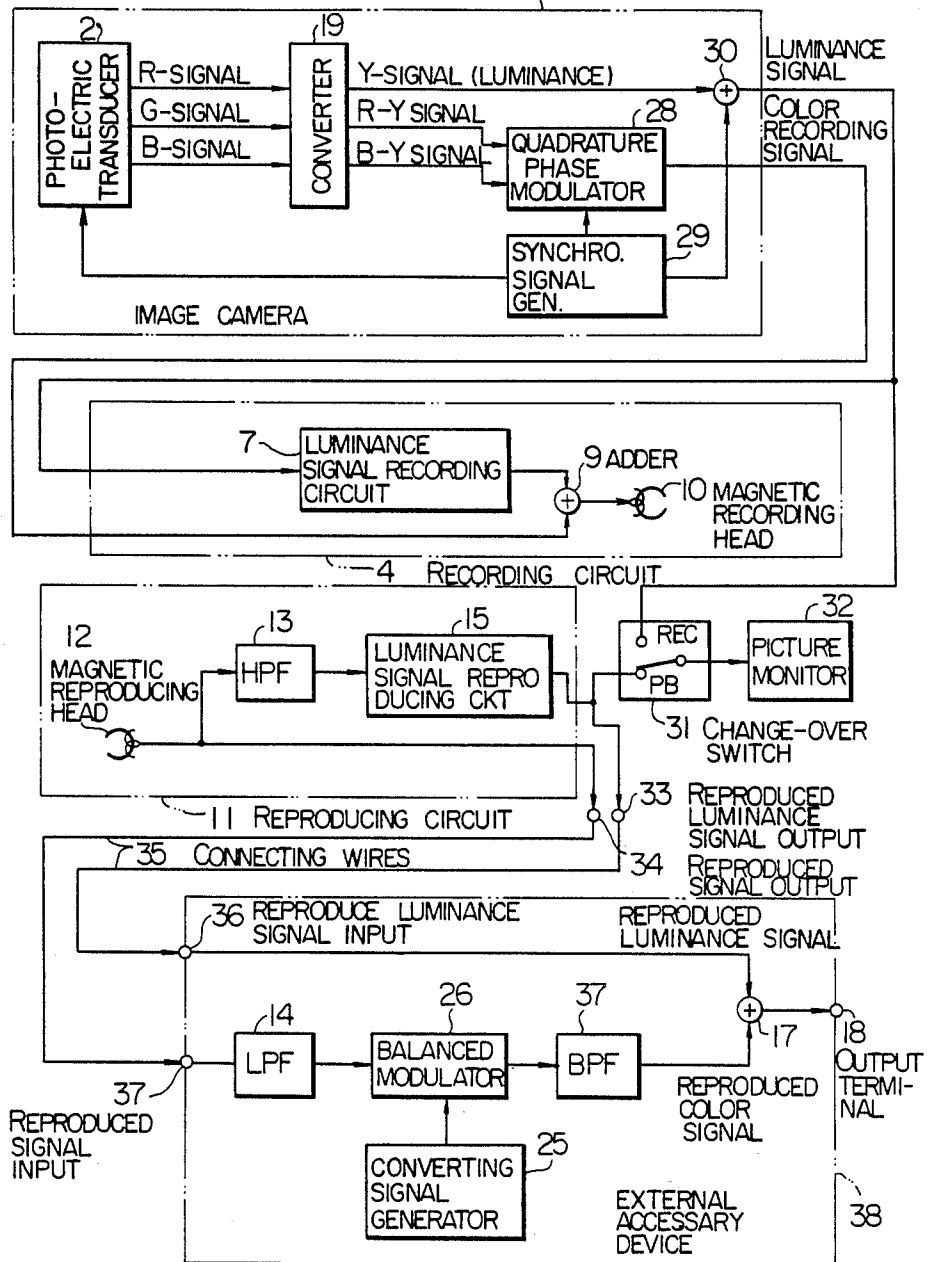 2
PHOTO-
ELECTRIC
TRANSDUCER
R-SIGNAL
G-SIGNAL
B-SIGNAL
19
CONVERTER
Y-SIGNAL (LUMINANCE)
R-Y SIGNAL
B-Y SIGNAL
28
QUADRATURE
PHASE
MODULATOR
30
LUMINANCE
SIGNAL
COLOR
RECORDING
SIGNAL
29
SYNCHRO.
SIGNAL
GEN.
IMAGE CAMERA
7
LUMINANCE
SIGNAL RECORDING
CIRCUIT
9 ADDER
10 MAGNETIC
RECORDING
HEAD
4 RECORDING CIRCUIT
12
MAGNETIC
REPRODUCING
HEAD
13
HPF
15
LUMINANCE
SIGNAL REPRO
DUCING CKT
REC
PB
31 CHANGE-OVER
SWITCH
32
PICTURE
MONITOR
11 REPRODUCING CIRCUIT
33 REPRODUCED
LUMINANCE
SIGNAL OUTPUT
34 REPRODUCED
SIGNAL OUTPUT
35 CONNECTING WIRES
36 REPRODUCE LUMINANCE
SIGNAL INPUT
REPRODUCED
LUMINANCE SIGNAL
14
LPF
26
BALANCED
MODULATOR
37
BPF
17
18
OUTPUT
TERMI-
NAL
37
REPRODUCED
SIGNAL
INPUT
REPRODUCED
COLOR
SIGNAL
25
CONVERTING
SIGNAL
GENERATOR
EXTERNAL
ACCESSARY
DEVICE
38